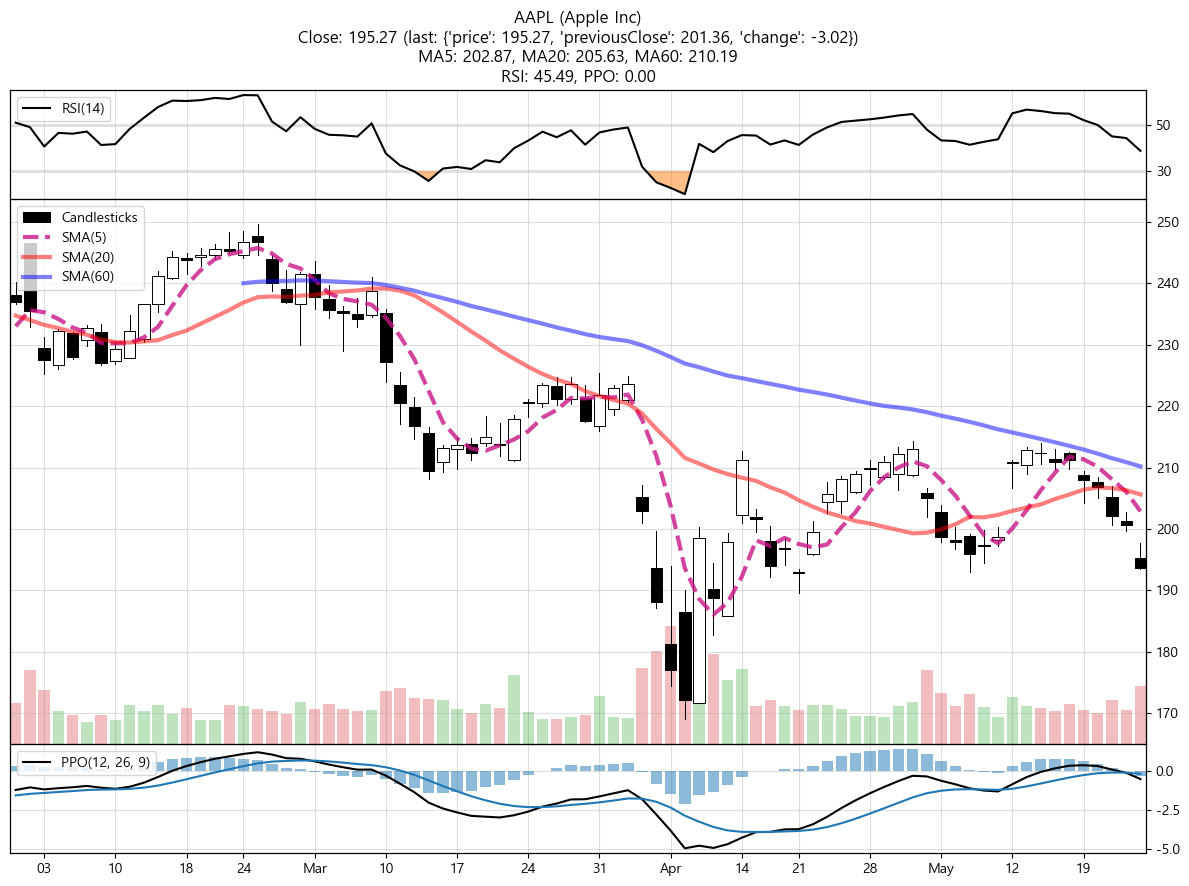 AAPL (Apple Inc)
Close: 195.27 (last: {'price': 195.27, 'previousClose': 201.36, 'change': -3.02})
MA5: 202.87, MA20: 205.63, MA60: 210.19
RSI: 45.49, PPO: 0.00
RSI(14)
50
30
Candlesticks
SMA(5)
SMA(20)
SMA(60)
250
240
230
220
210
200
190
180
170
PPO(12, 26, 9)
0.0
-2.5
-5.0
03 10 18 24 Mar 10 17 24 31 Apr 14 21 28 May 12 19